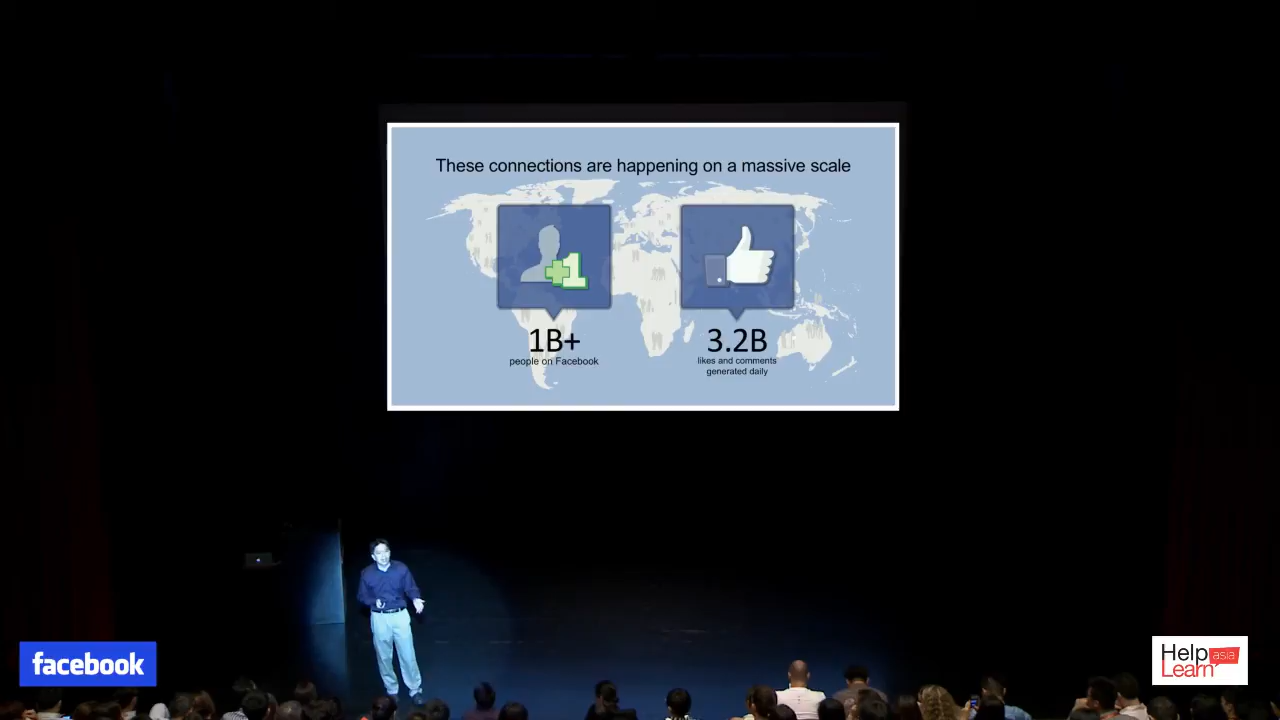 These connections are happening on a massive scale
+1
1B+
people on Facebook
3.2B
likes and comments
generated daily
facebook
Help
asia
Learn